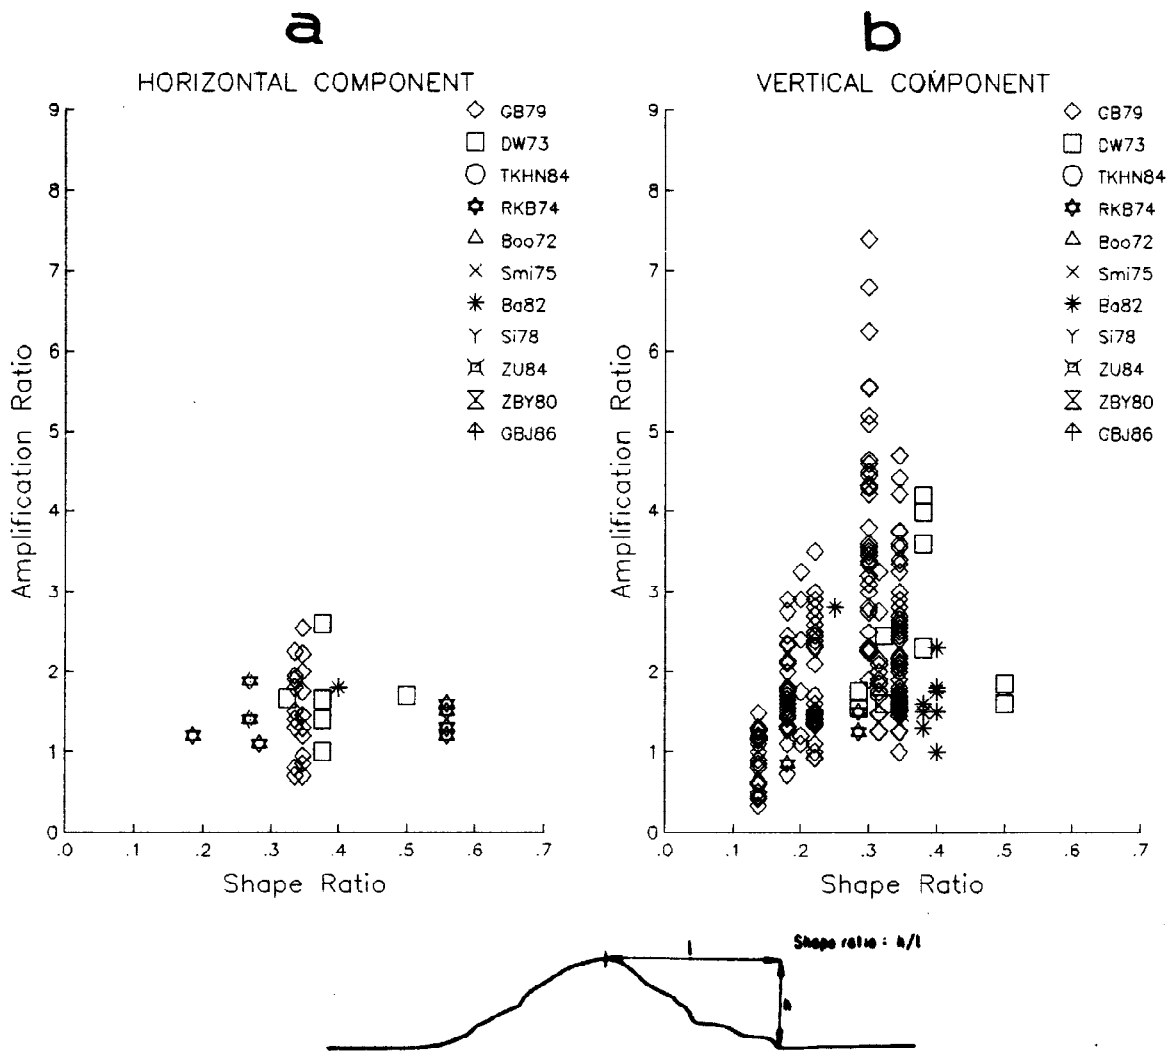 a
b
HORIZONTAL COMPONENT
VERTICAL COMPONENT
Amplification Ratio
9
8
7
6
5
4
3
2
1
0
.0 .1 .2 .3 .4 .5 .6 .7
Shape Ratio
GB79
DW73
TKHN84
RKB74
Boo72
Smi75
Ba82
Si78
ZU84
ZBY80
GBJ86
Amplification Ratio
9
8
7
6
5
4
3
2
1
0
.0 .1 .2 .3 .4 .5 .6 .7
Shape Ratio
GB79
DW73
TKHN84
RKB74
Boo72
Smi75
Ba82
Si78
ZU84
ZBY80
GBJ86
Shape ratio : h/l
l
h